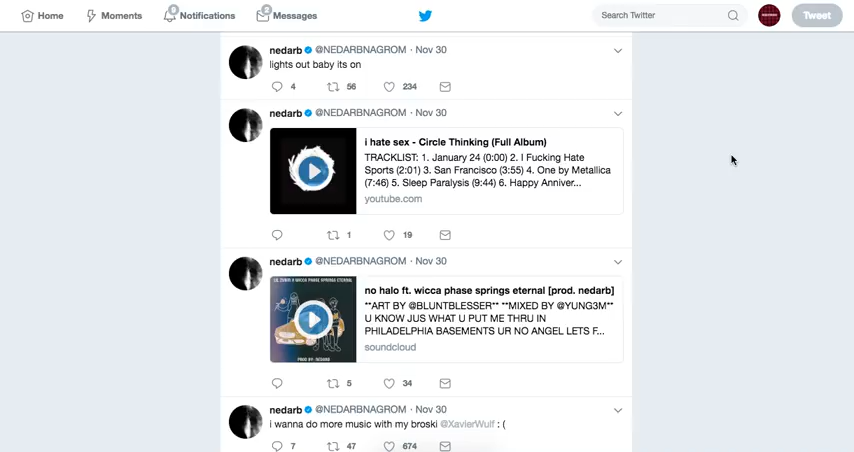 Home Moments Notifications Messages Search Twitter Tweet
nedarb @NEDARBNAGROM · Nov 30
lights out baby its on
4 56 234
nedarb @NEDARBNAGROM · Nov 30
i hate sex - Circle Thinking (Full Album)
TRACKLIST: 1. January 24 (0:00) 2. I Fucking Hate
Sports (2:01) 3. San Francisco (3:55) 4. One by Metallica
(7:46) 5. Sleep Paralysis (9:44) 6. Happy Anniver...
youtube.com
1 19
nedarb @NEDARBNAGROM · Nov 30
no halo ft. wicca phase springs eternal [prod. nedarb]
**ART BY @BLUNTBLESSER** **MIXED BY @YUNG3M**
U KNOW JUS WHAT U PUT ME THRU IN
PHILADELPHIA BASEMENTS UR NO ANGEL LETS F...
soundcloud
PROD BY: NEDARB
5 34
nedarb @NEDARBNAGROM · Nov 30
i wanna do more music with my broski @XavierWulf : (
7 47 674